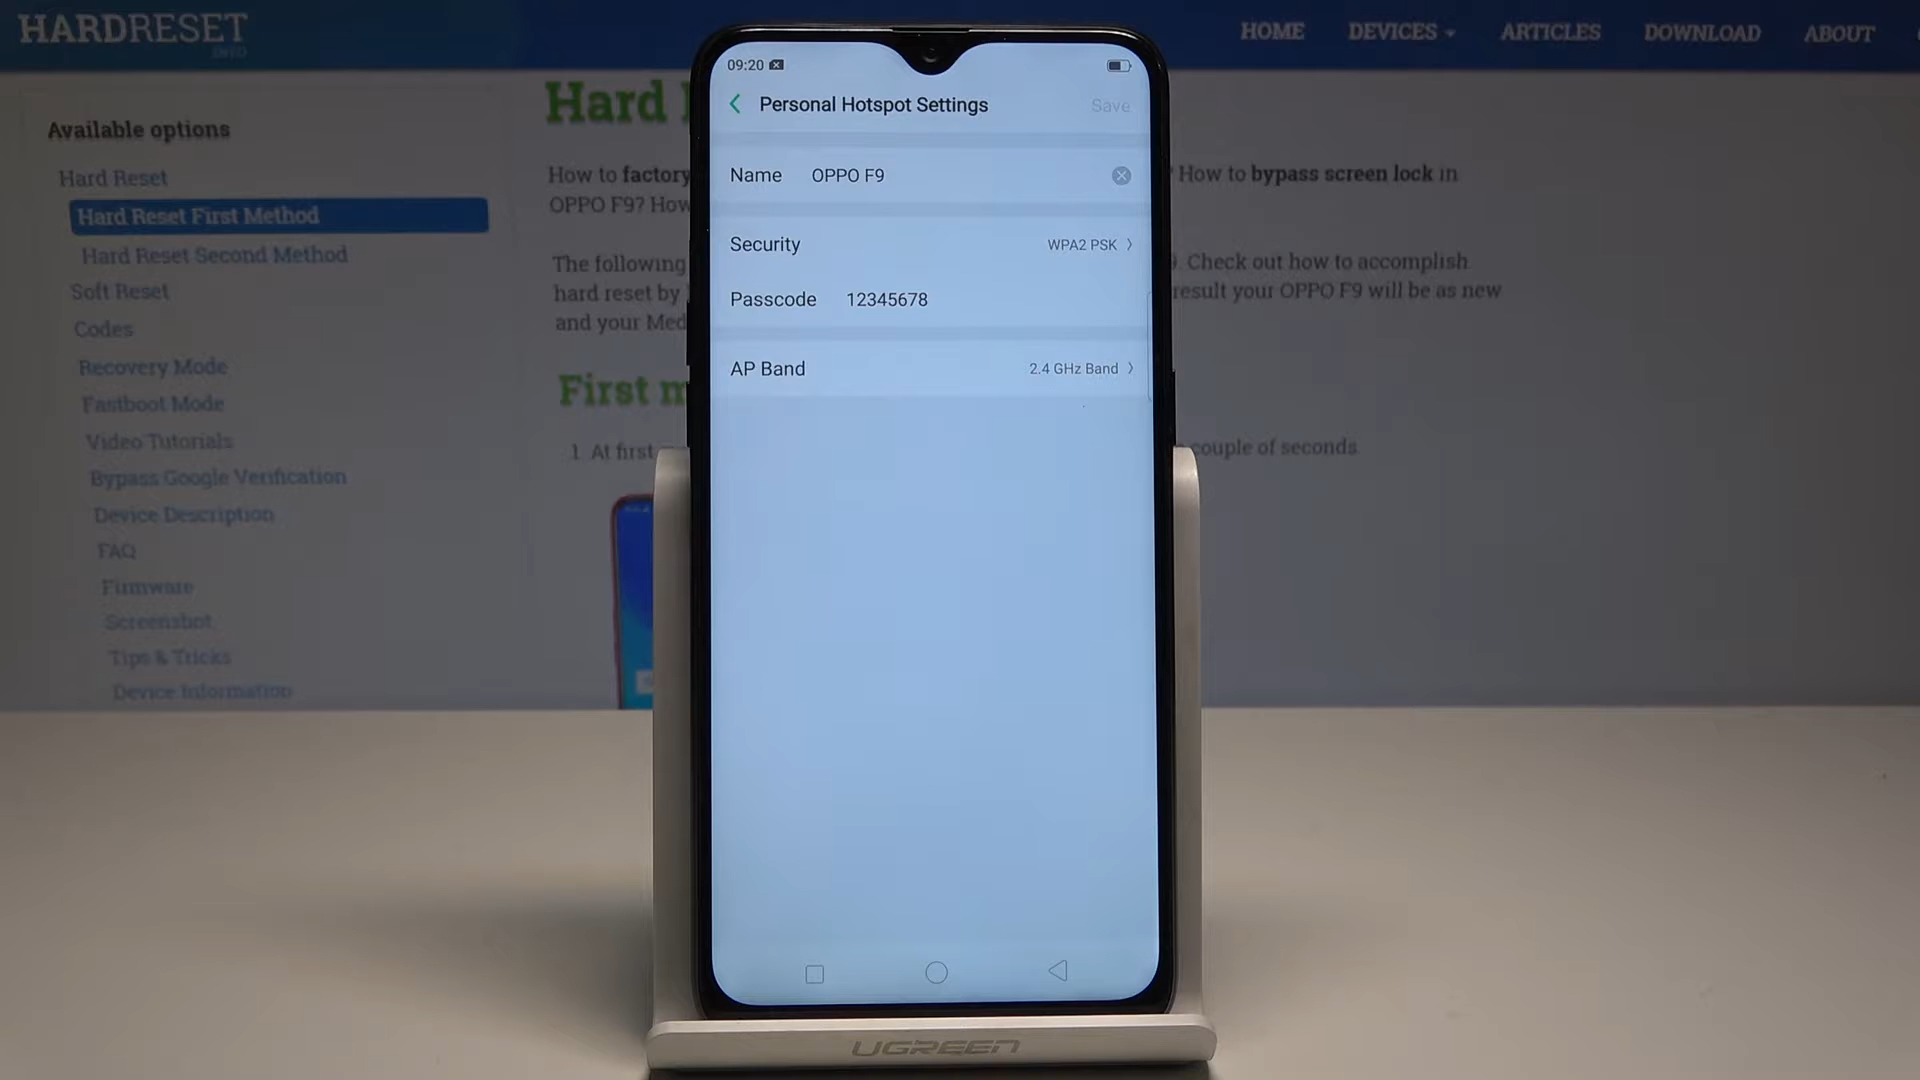 HARDRESET
INFO
HOME
DEVICES
ARTICLES
DOWNLOAD
ABOUT
Available options
Hard Reset
Hard Reset First Method
Hard Reset Second Method
Soft Reset
Codes
Recovery Mode
Fastboot Mode
Video Tutorials
Bypass Google Verification
Device Description
FAQ
Firmware
Screenshot
Tips & Tricks
Device Information
Hard
How to factory
How to bypass screen lock in
OPPO F9? How
The following
9. Check out how to accomplish
hard reset by
result your OPPO F9 will be as new
and your Med
First m
1. At first
couple of seconds
09:20
Personal Hotspot Settings
Save
Name OPPO F9
Security WPA2 PSK
Passcode 12345678
AP Band 2.4 GHz Band
UGREEN